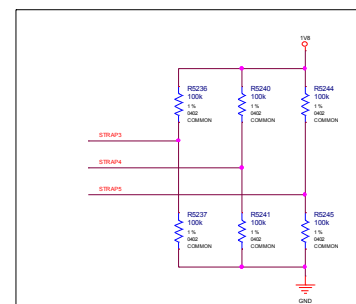 1V8
R5236
100k
1 %
0402
COMMON
R5240
100k
1 %
0402
COMMON
R5244
100k
1 %
0402
COMMON
STRAP3
STRAP4
STRAP5
R5237
100k
1 %
0402
COMMON
R5241
100k
1 %
0402
COMMON
R5245
100k
1 %
0402
COMMON
GND